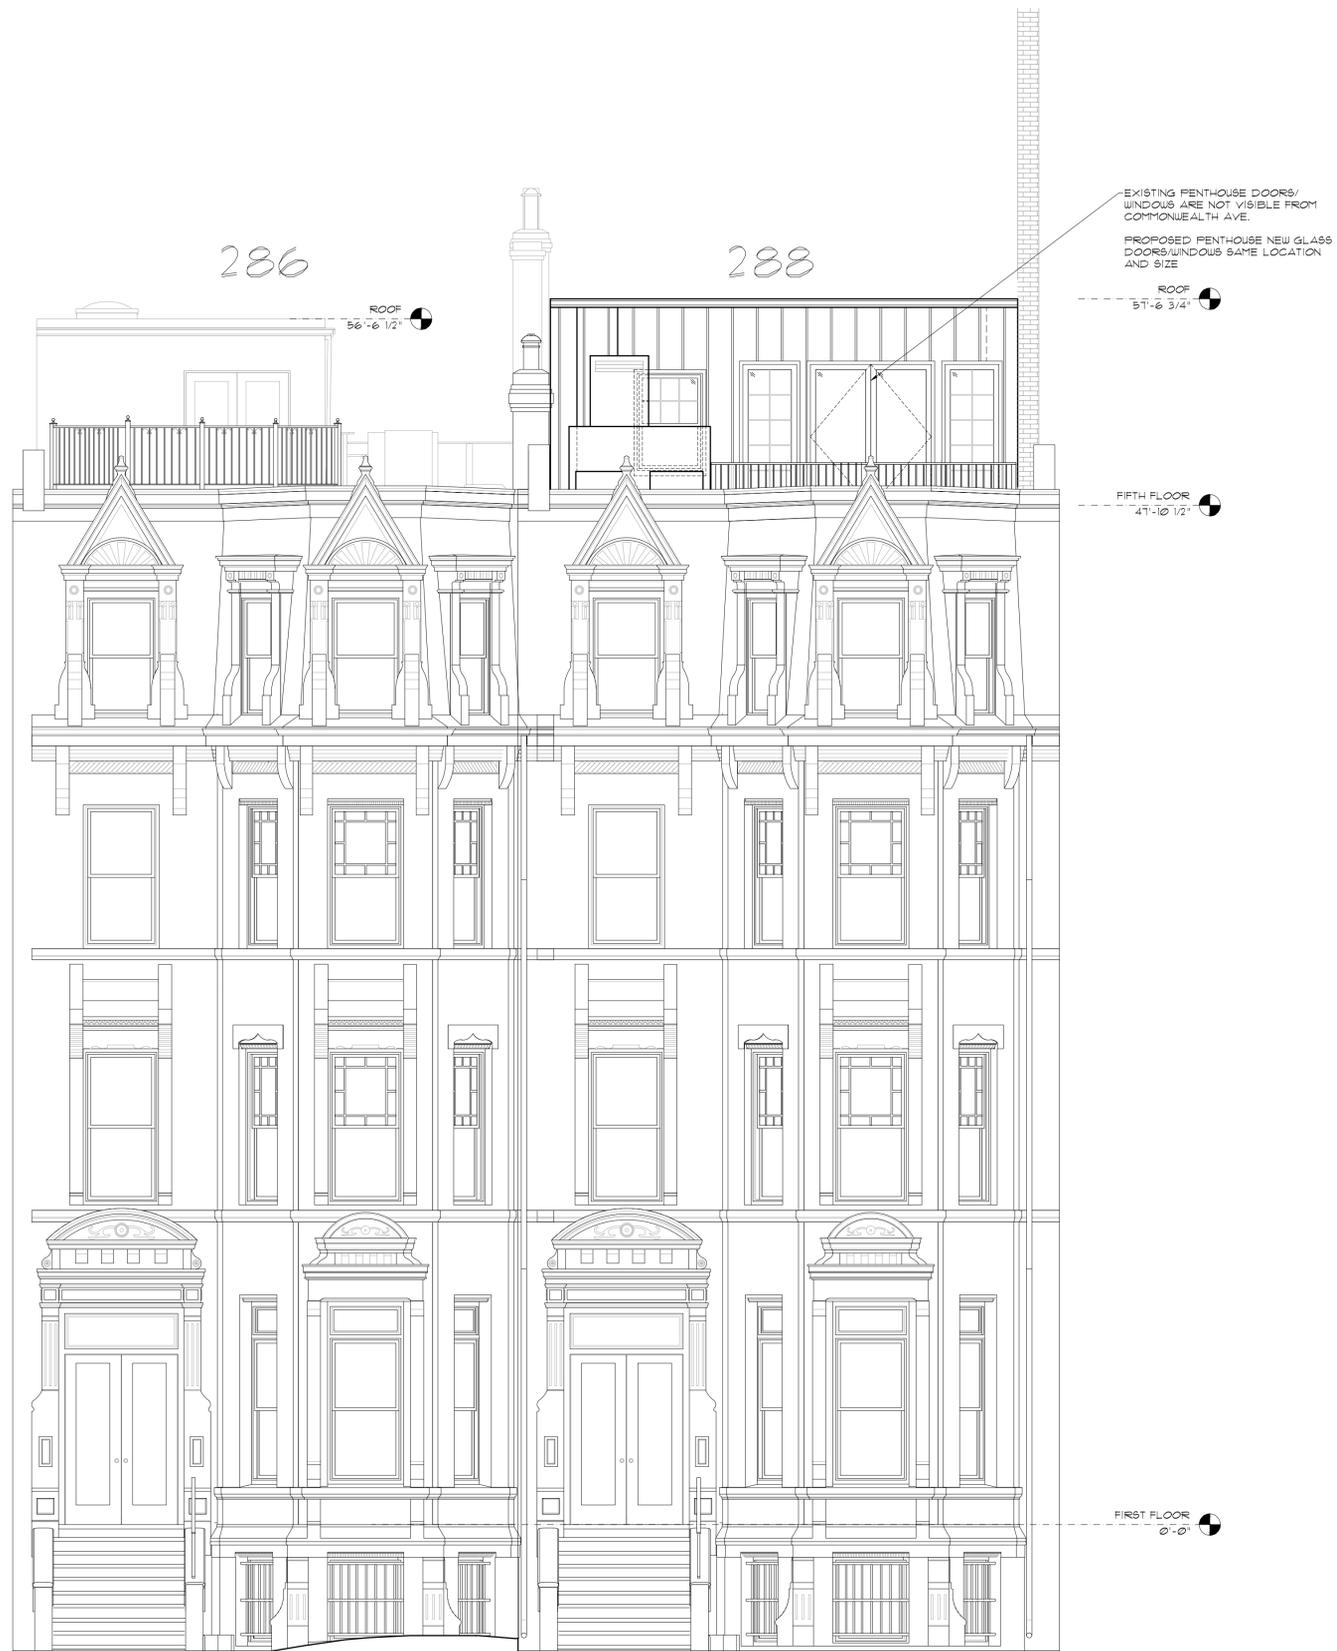 EXISTING PENTHOUSE DOORS/
WINDOWS ARE NOT VISIBLE FROM
COMMONWEALTH AVE.
PROPOSED PENTHOUSE NEW GLASS
DOORS/WINDOWS SAME LOCATION
AND SIZE
286
288
ROOF
57'-6 3/4"
ROOF
56'-6 1/2"
FIFTH FLOOR
47'-10 1/2"
FIRST FLOOR
0'-0"